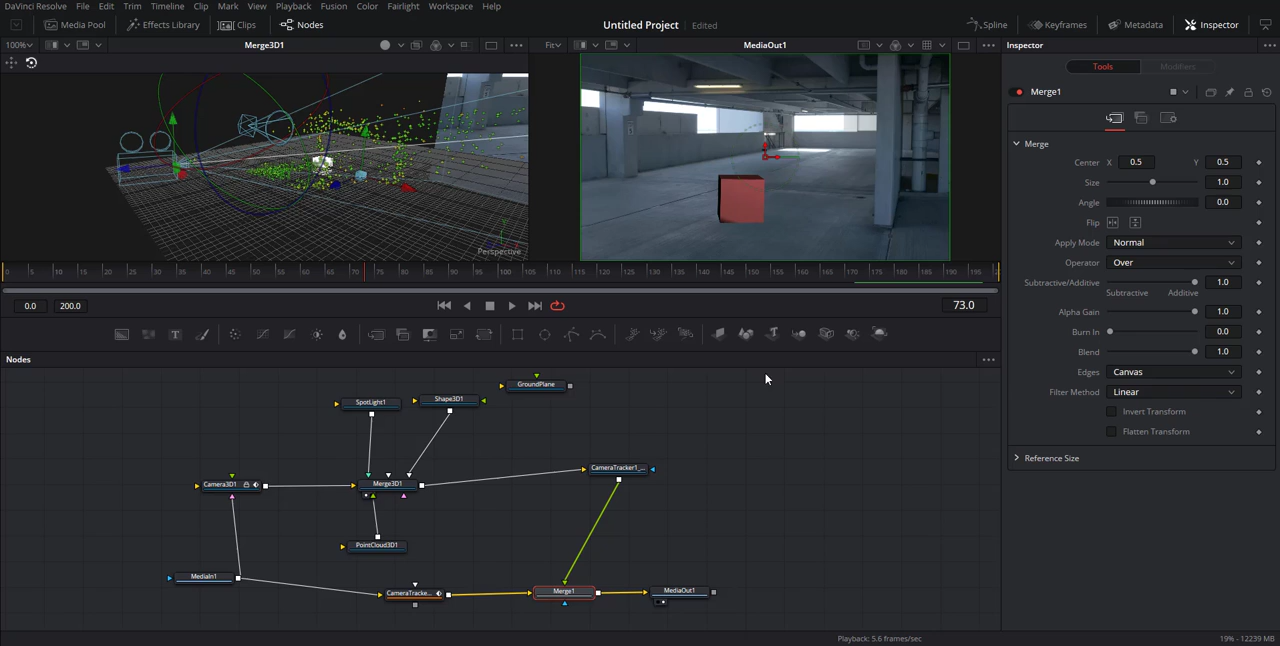 DaVinci Resolve File Edit Trim Timeline Clip Mark View Playback Fusion Color Fairlight Workspace Help
Media Pool Effects Library Clips Nodes Untitled Project Edited Spline Keyframes Metadata Inspector
100% Merge3D1 Fit MediaOut1 Inspector
Tools Modifiers
Merge1
Merge
Center X 0.5 Y 0.5
Size 1.0
Angle 0.0
Flip
Apply Mode Normal
Operator Over
Subtractive/Additive 1.0
Subtractive Additive
Alpha Gain 1.0
Burn In 0.0
Blend 1.0
Edges Canvas
Filter Method Linear
Invert Transform
Flatten Transform
Reference Size
Perspective
0 5 10 15 20 25 30 35 40 45 50 55 60 65 70 75 80 85 90 95 100 105 110 115 120 125 130 135 140 145 150 155 160 165 170 175 180 185 190 195
0.0 200.0 73.0
Nodes
GroundPlane
SpotLight1 Shape3D1
CameraTracker1_...
Camera3D1 Merge3D1
PointCloud3D1
MediaIn1
CameraTracke... Merge1 MediaOut1
Playback: 5.6 frames/sec 19% - 12239 MB